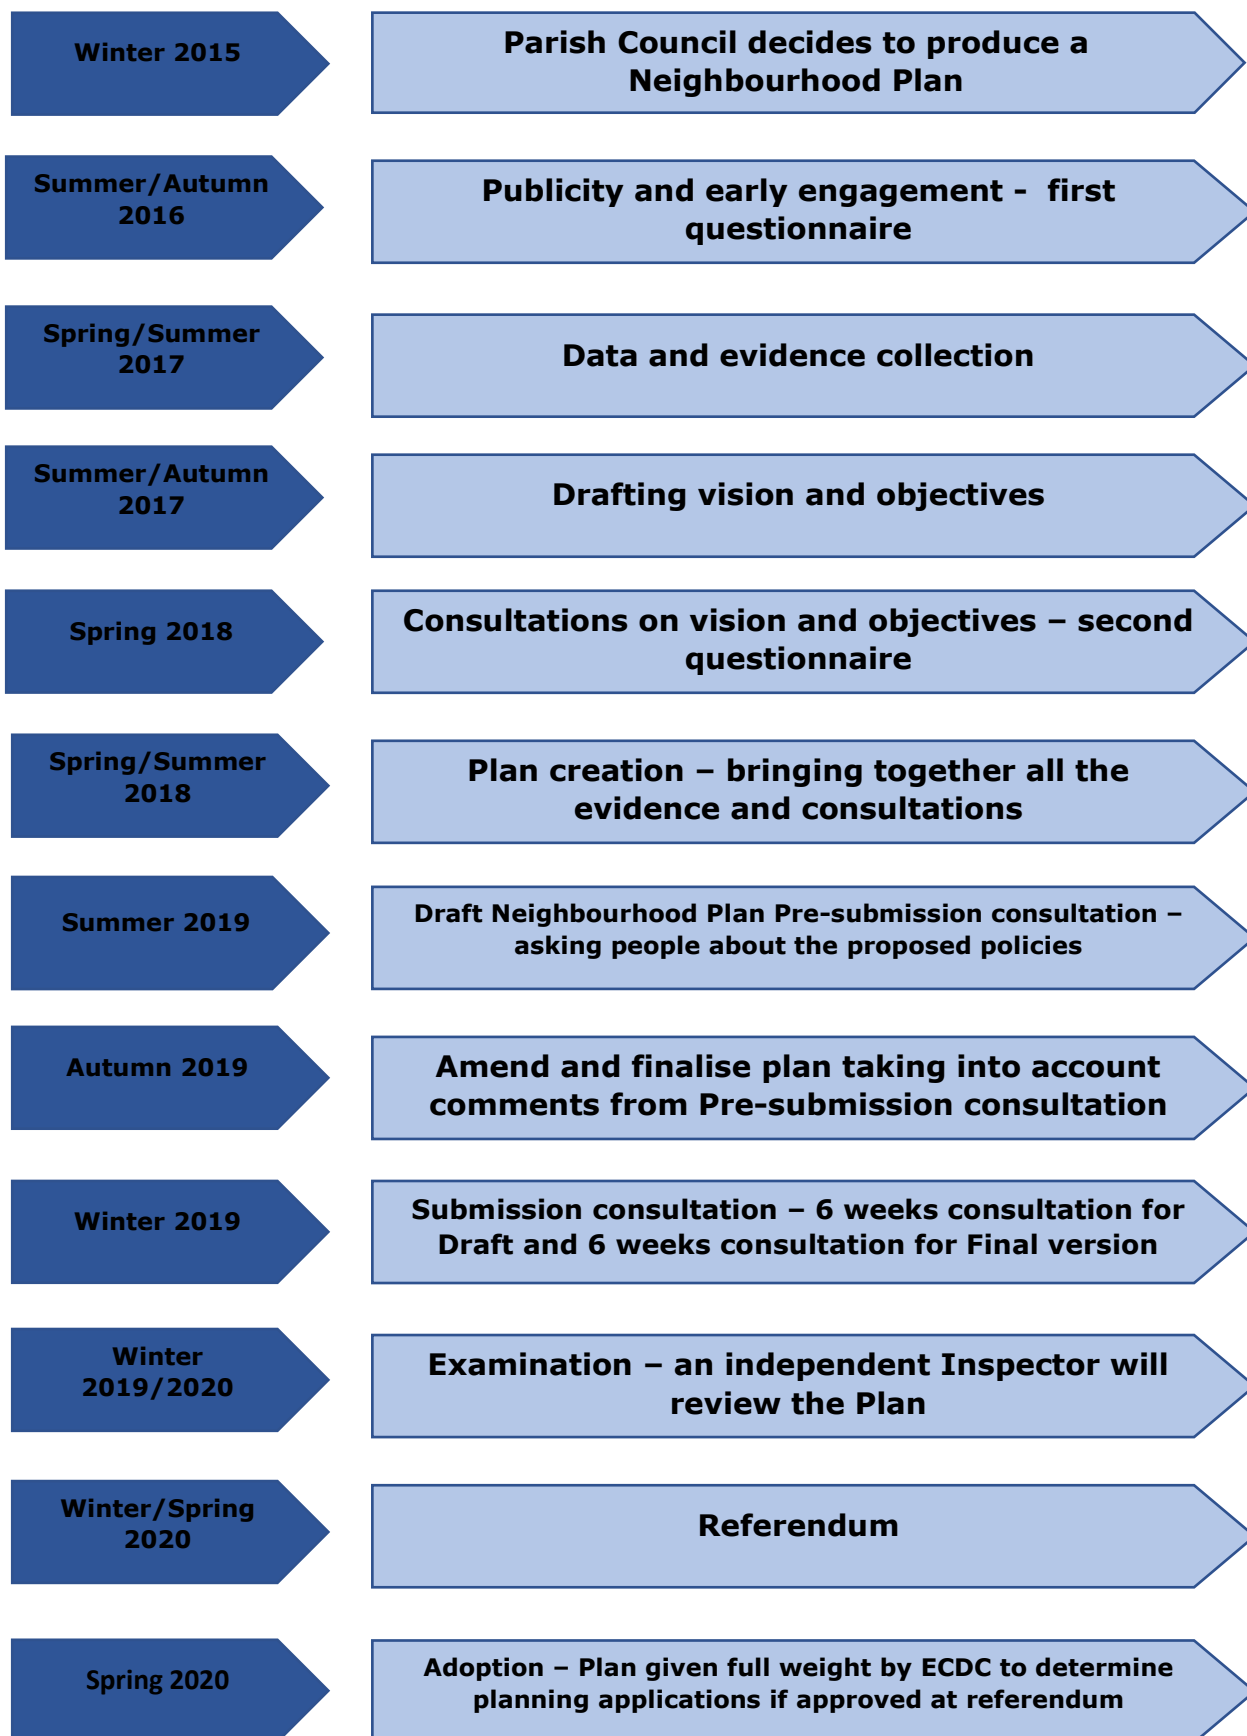 Winter 2015
Parish Council decides to produce a
Neighbourhood Plan
Summer/Autumn
2016
Publicity and early engagement - first
questionnaire
Spring/Summer
2017
Data and evidence collection
Summer/Autumn
2017
Drafting vision and objectives
Spring 2018
Consultations on vision and objectives – second
questionnaire
Spring/Summer
2018
Plan creation – bringing together all the
evidence and consultations
Summer 2019
Draft Neighbourhood Plan Pre-submission consultation –
asking people about the proposed policies
Autumn 2019
Amend and finalise plan taking into account
comments from Pre-submission consultation
Winter 2019
Submission consultation – 6 weeks consultation for
Draft and 6 weeks consultation for Final version
Winter
2019/2020
Examination – an independent Inspector will
review the Plan
Winter/Spring
2020
Referendum
Spring 2020
Adoption – Plan given full weight by ECDC to determine
planning applications if approved at referendum